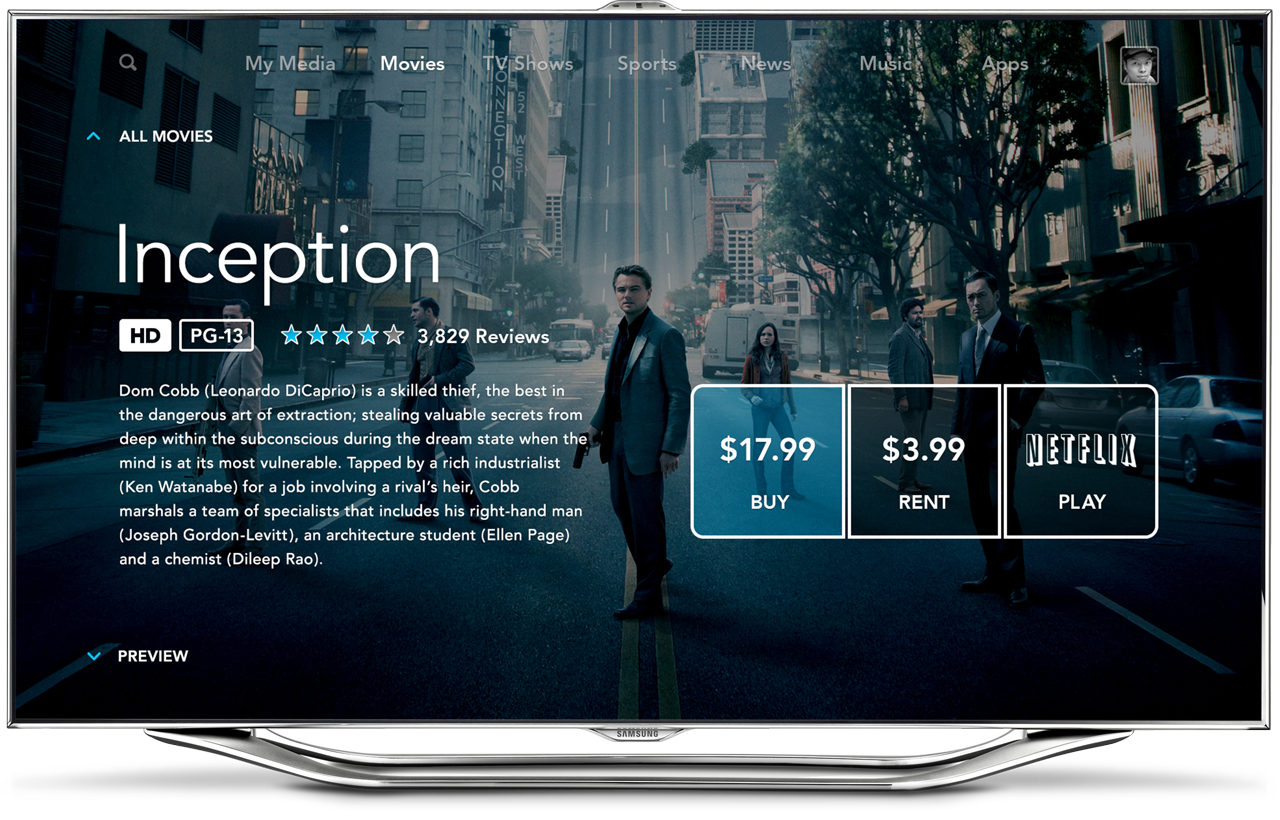 My Media Movies TV Shows Sports News Music Apps
ALL MOVIES
CONNECTION
52 WEST
Inception
HD PG-13 3,829 Reviews
Dom Cobb (Leonardo DiCaprio) is a skilled thief, the best in
the dangerous art of extraction; stealing valuable secrets from
deep within the subconscious during the dream state when the
mind is at its most vulnerable. Tapped by a rich industrialist
(Ken Watanabe) for a job involving a rival’s heir, Cobb
marshals a team of specialists that includes his right-hand man
(Joseph Gordon-Levitt), an architecture student (Ellen Page)
and a chemist (Dileep Rao).
$17.99 $3.99 NETFLIX
BUY RENT PLAY
PREVIEW
SAMSUNG